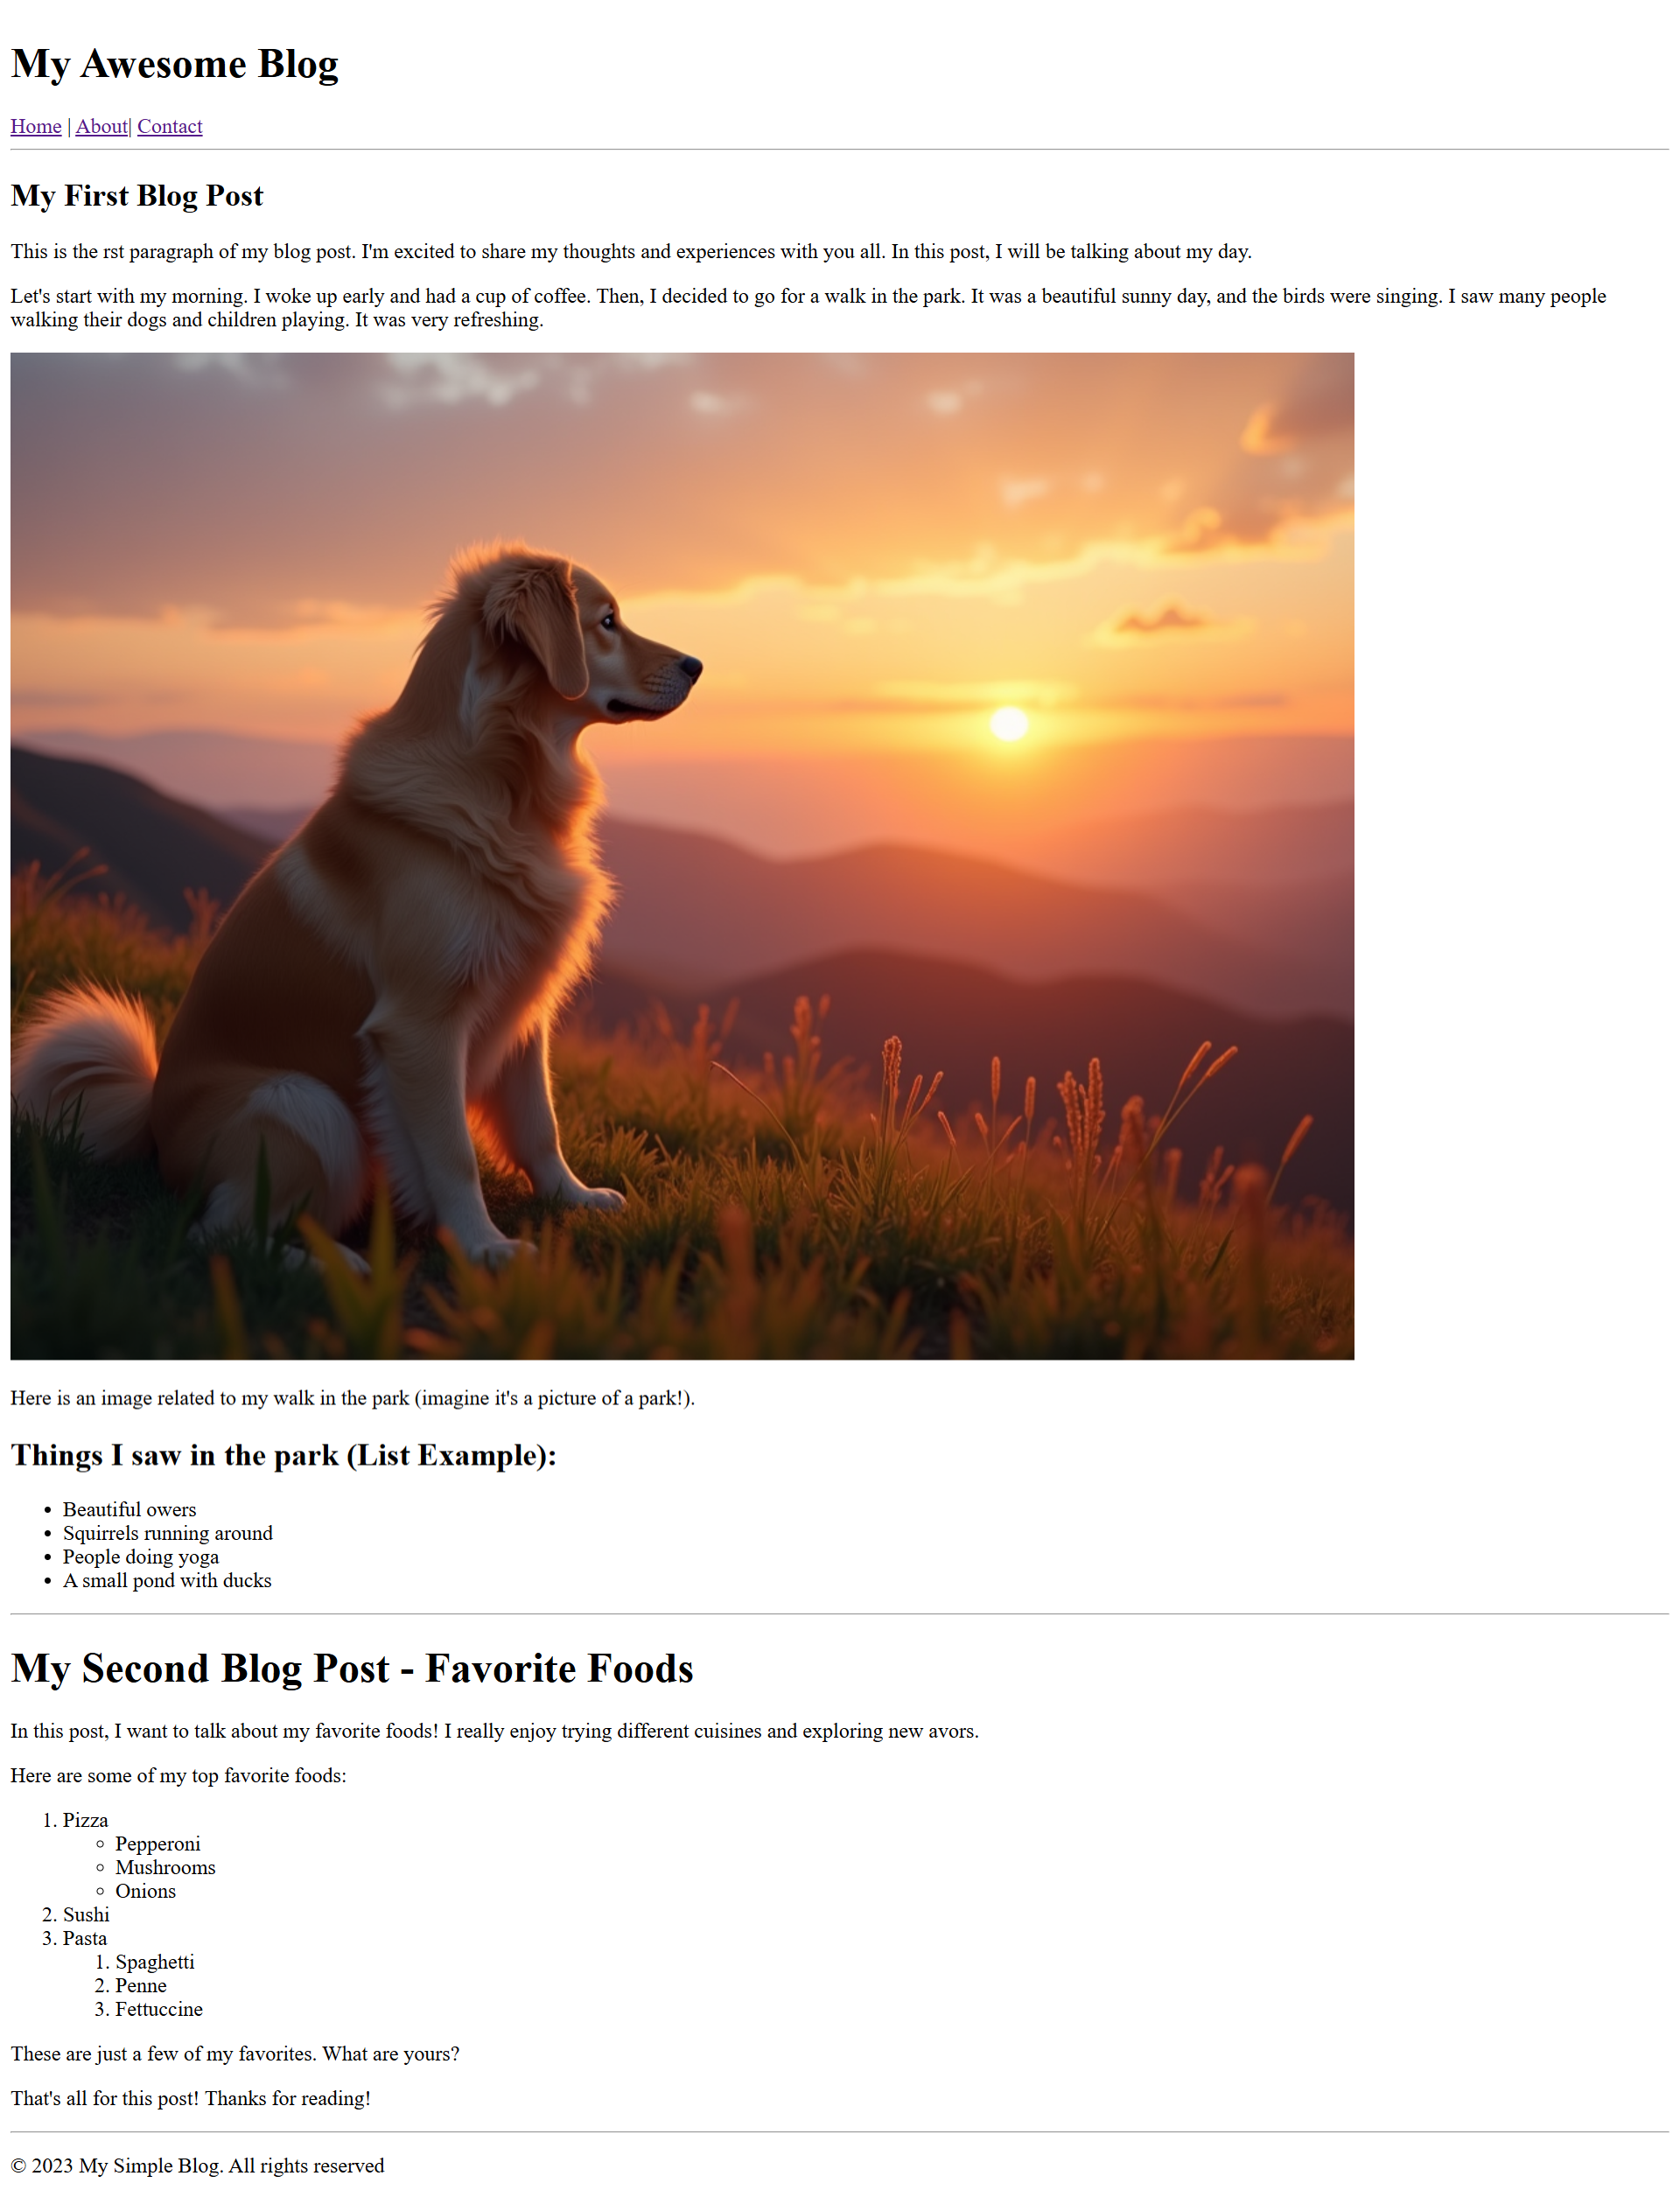 My Awesome Blog
Home | About| Contact
My First Blog Post
This is the rst paragraph of my blog post. I'm excited to share my thoughts and experiences with you all. In this post, I will be talking about my day.
Let's start with my morning. I woke up early and had a cup of coffee. Then, I decided to go for a walk in the park. It was a beautiful sunny day, and the birds were singing. I saw many people
walking their dogs and children playing. It was very refreshing.
Here is an image related to my walk in the park (imagine it's a picture of a park!).
Things I saw in the park (List Example):
• Beautiful owers
• Squirrels running around
• People doing yoga
• A small pond with ducks
My Second Blog Post - Favorite Foods
In this post, I want to talk about my favorite foods! I really enjoy trying different cuisines and exploring new avors.
Here are some of my top favorite foods:
1. Pizza
◦ Pepperoni
◦ Mushrooms
◦ Onions
2. Sushi
3. Pasta
1. Spaghetti
2. Penne
3. Fettuccine
These are just a few of my favorites. What are yours?
That's all for this post! Thanks for reading!
© 2023 My Simple Blog. All rights reserved